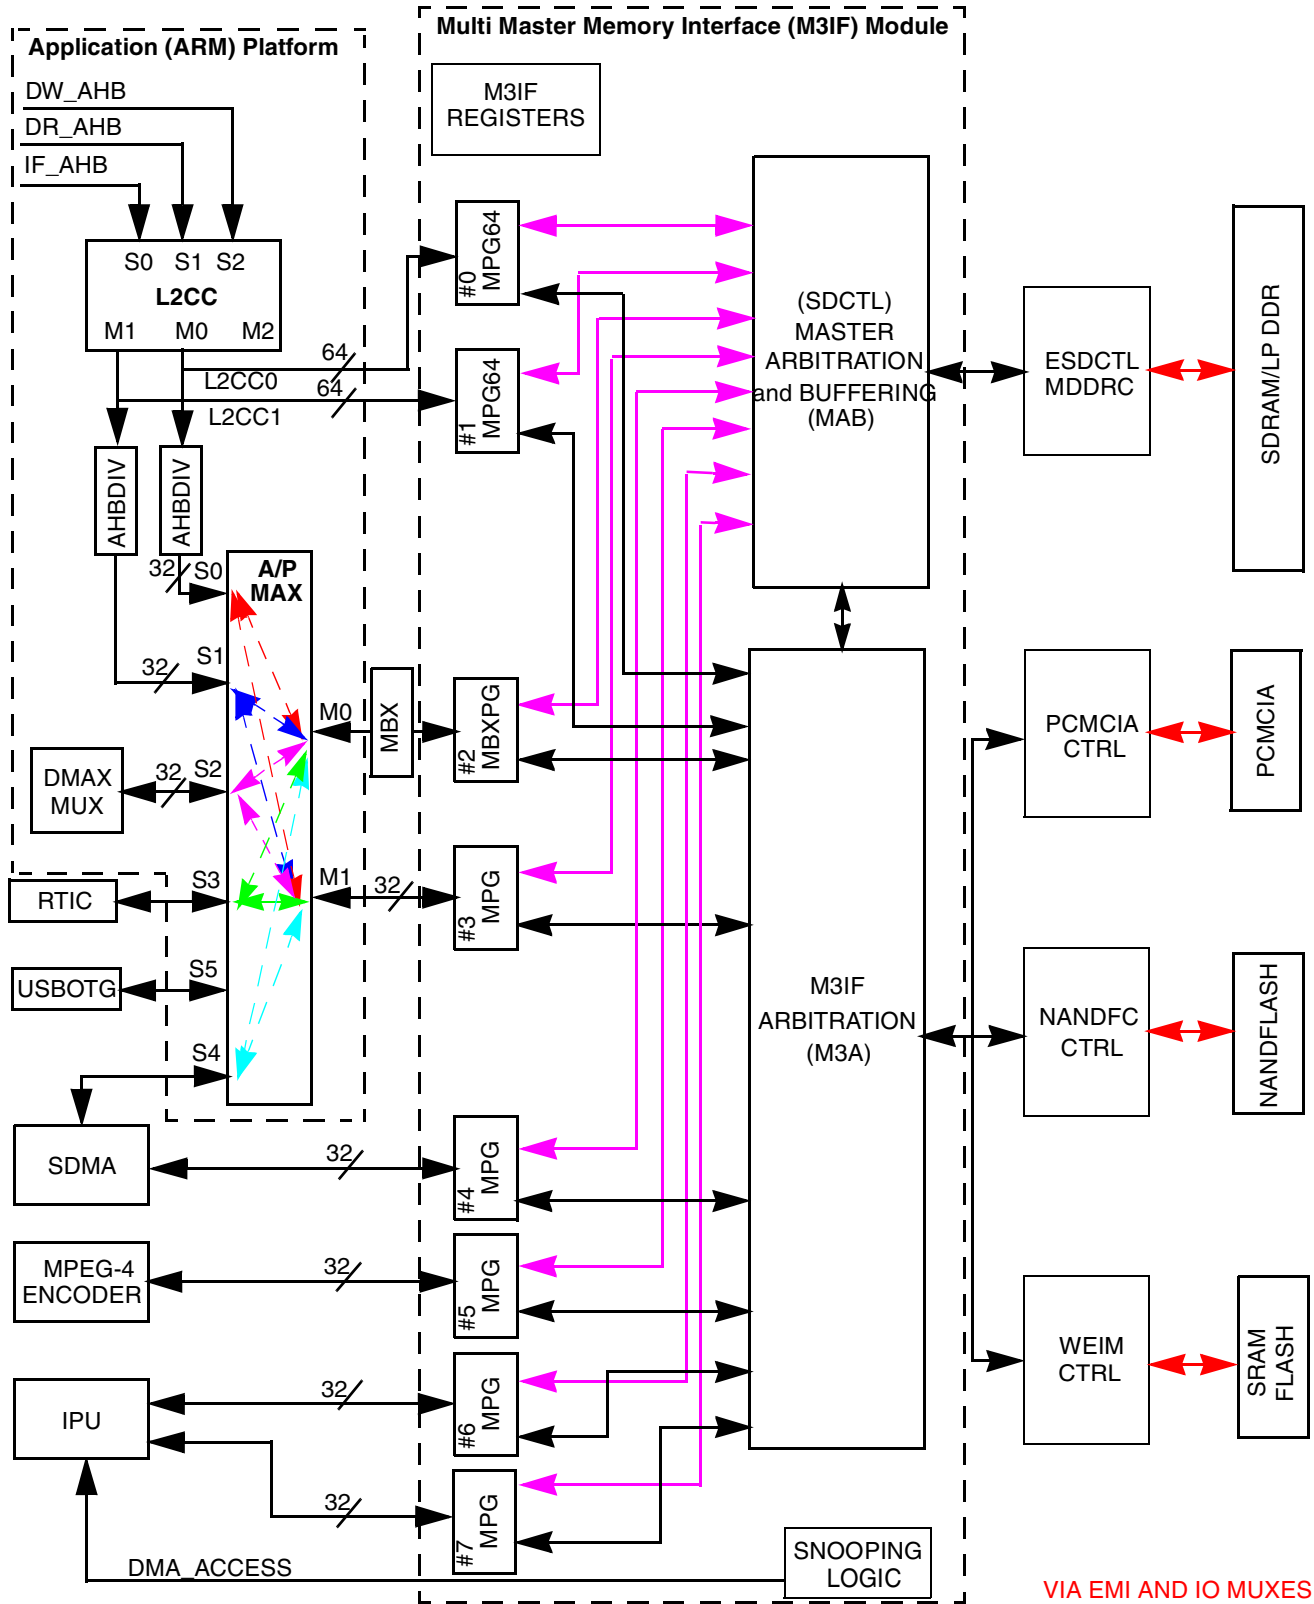 Multi Master Memory Interface (M3IF) Module
Application (ARM) Platform
DW_AHB
DR_AHB
IF_AHB
M3IF
REGISTERS
S0 S1 S2
L2CC
M1 M0 M2
64
L2CC0
64
L2CC1
#0
MPG64
#1
MPG64
(SDCTL)
MASTER
ARBITRATION
and BUFFERING
(MAB)
ESDCTL
MDDRC
SDRAM/LP DDR
AHBDIV
AHBDIV
32
S0
A/P
MAX
S1
32
M0
MBX
#2
MBXPG
PCMCIA
CTRL
PCMCIA
DMAX
MUX
32
S2
RTIC
S3
M1
32
#3
MPG
USBOTG
S5
S4
M3IF
ARBITRATION
(M3A)
NANDFC
CTRL
NANDFLASH
SDMA
32
#4
MPG
MPEG-4
ENCODER
32
#5
MPG
WEIM
CTRL
SRAM
FLASH
IPU
32
#6
MPG
32
#7
MPG
DMA_ACCESS
SNOOPING
LOGIC
VIA EMI AND IO MUXES